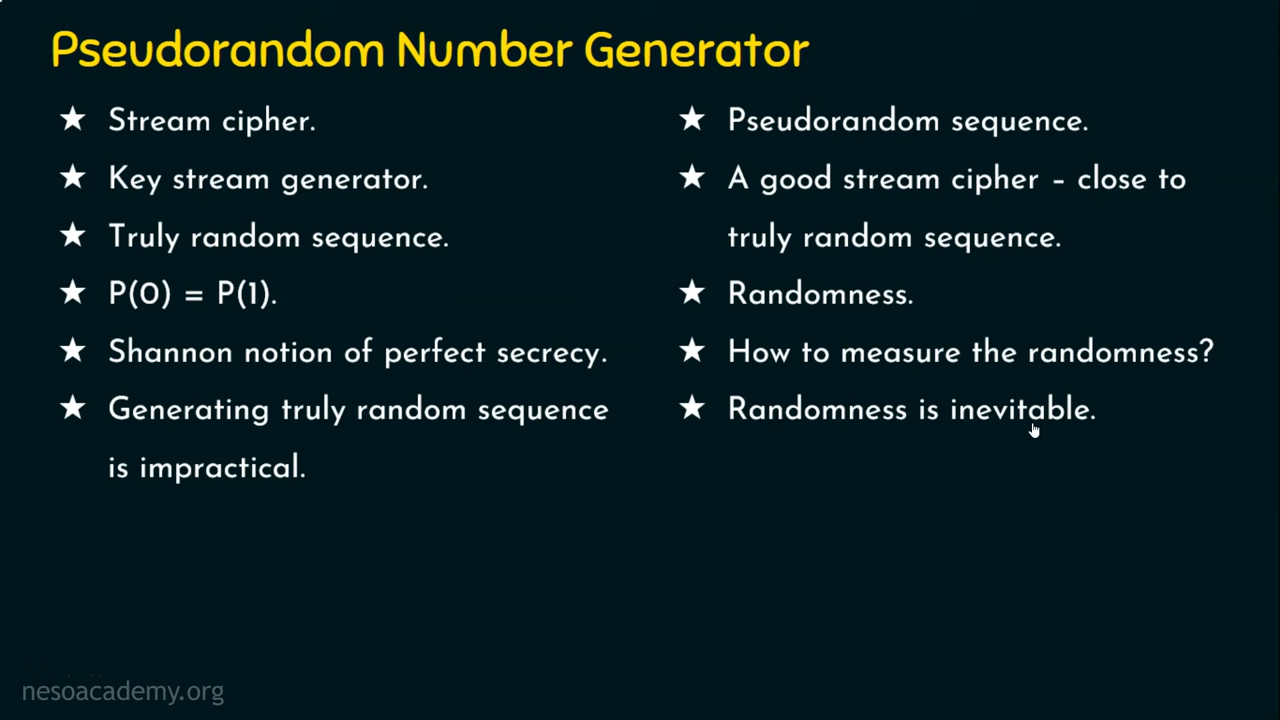 Pseudorandom Number Generator
★ Stream cipher.
★ Key stream generator.
★ Truly random sequence.
★ P(0) = P(1).
★ Shannon notion of perfect secrecy.
★ Generating truly random sequence
is impractical.
★ Pseudorandom sequence.
★ A good stream cipher – close to
truly random sequence.
★ Randomness.
★ How to measure the randomness?
★ Randomness is inevitable.
nesoacademy.org